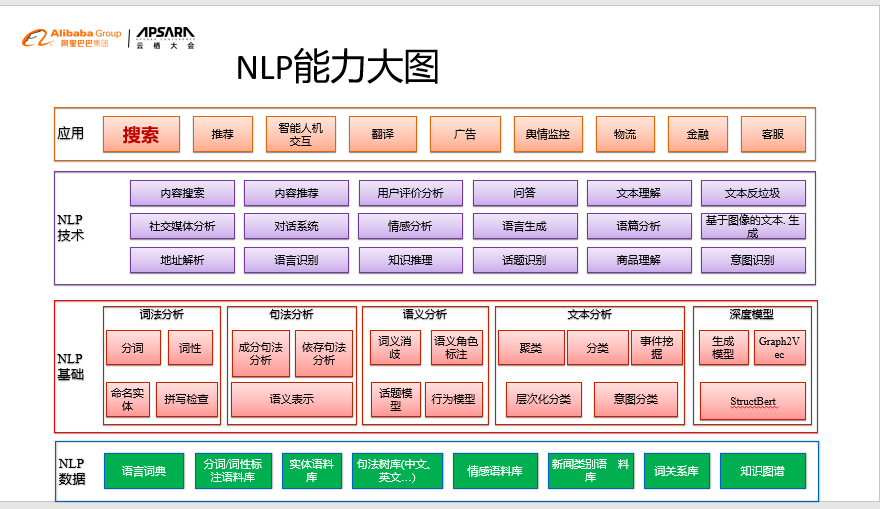 Alibaba Group
阿里巴巴集团
APSARA
云栖大会
NLP能力大图
应用
搜索
推荐
智能人机
交互
翻译
广告
舆情监控
物流
金融
客服
NLP
技术
内容搜索
内容推荐
用户评价分析
问答
文本理解
文本反垃圾
社交媒体分析
对话系统
情感分析
语言生成
语篇分析
基于图像的文本. 生
成
地址解析
语言识别
知识推理
话题识别
商品理解
意图识别
NLP
基础
词法分析
分词
词性
命名实
体
拼写检查
句法分析
成分句法
分析
依存句法
分析
语义表示
语义分析
词义消
歧
语义角色
标注
话题模
型
行为模型
文本分析
聚类
分类
事件挖
掘
层次化分类
意图分类
深度模型
生成
模型
Graph2V
ec
StructBert
NLP
数据
语言词典
分词/词性标
注语料库
实体语料
库
句法树库(中文、
英文...)
情感语料库
新闻类别语 料
库
词关系库
知识图谱